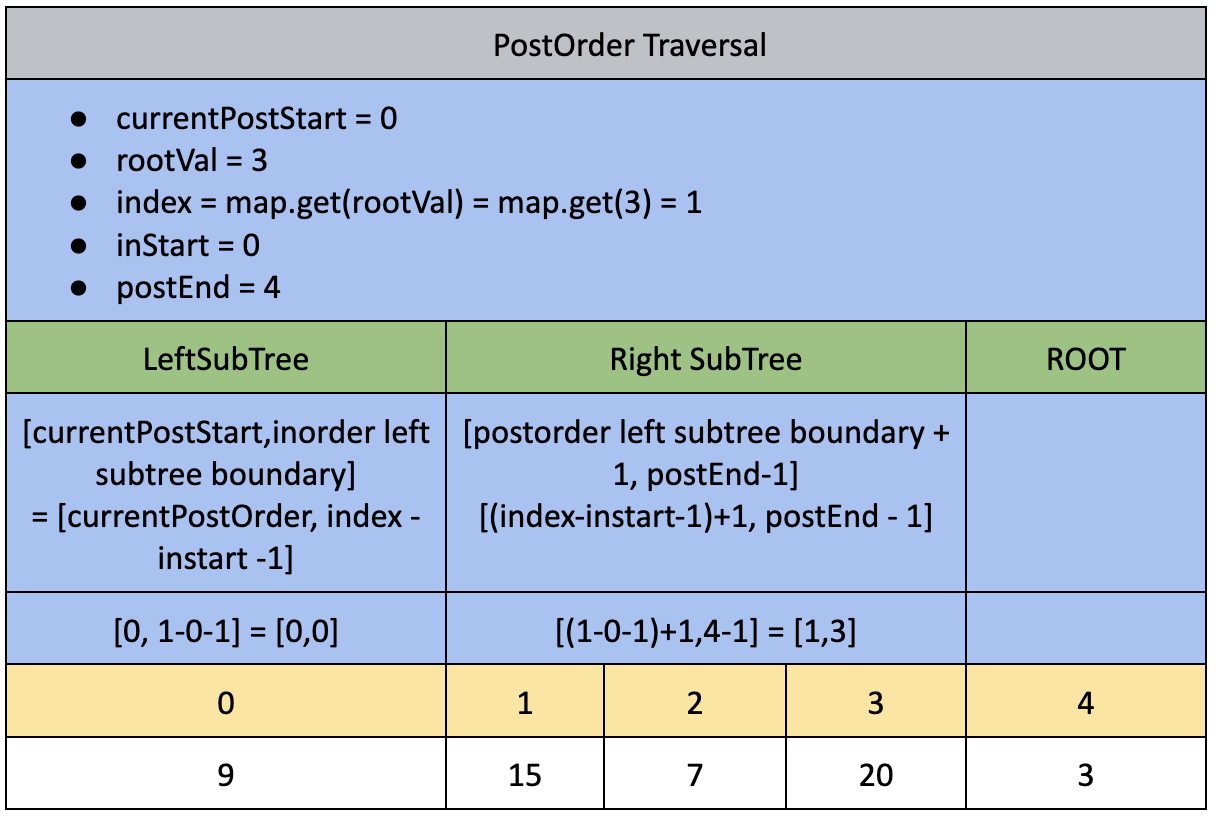 PostOrder Traversal
● currentPostStart = 0
● rootVal = 3
● index = map.get(rootVal) = map.get(3) = 1
● inStart = 0
● postEnd = 4
LeftSubTree
Right SubTree
ROOT
[currentPostStart,inorder left
subtree boundary]
= [currentPostOrder, index -
instart -1]
[postorder left subtree boundary +
1, postEnd-1]
[(index-instart-1)+1, postEnd - 1]
[0, 1-0-1] = [0,0]
[(1-0-1)+1,4-1] = [1,3]
0
1
2
3
4
9
15
7
20
3